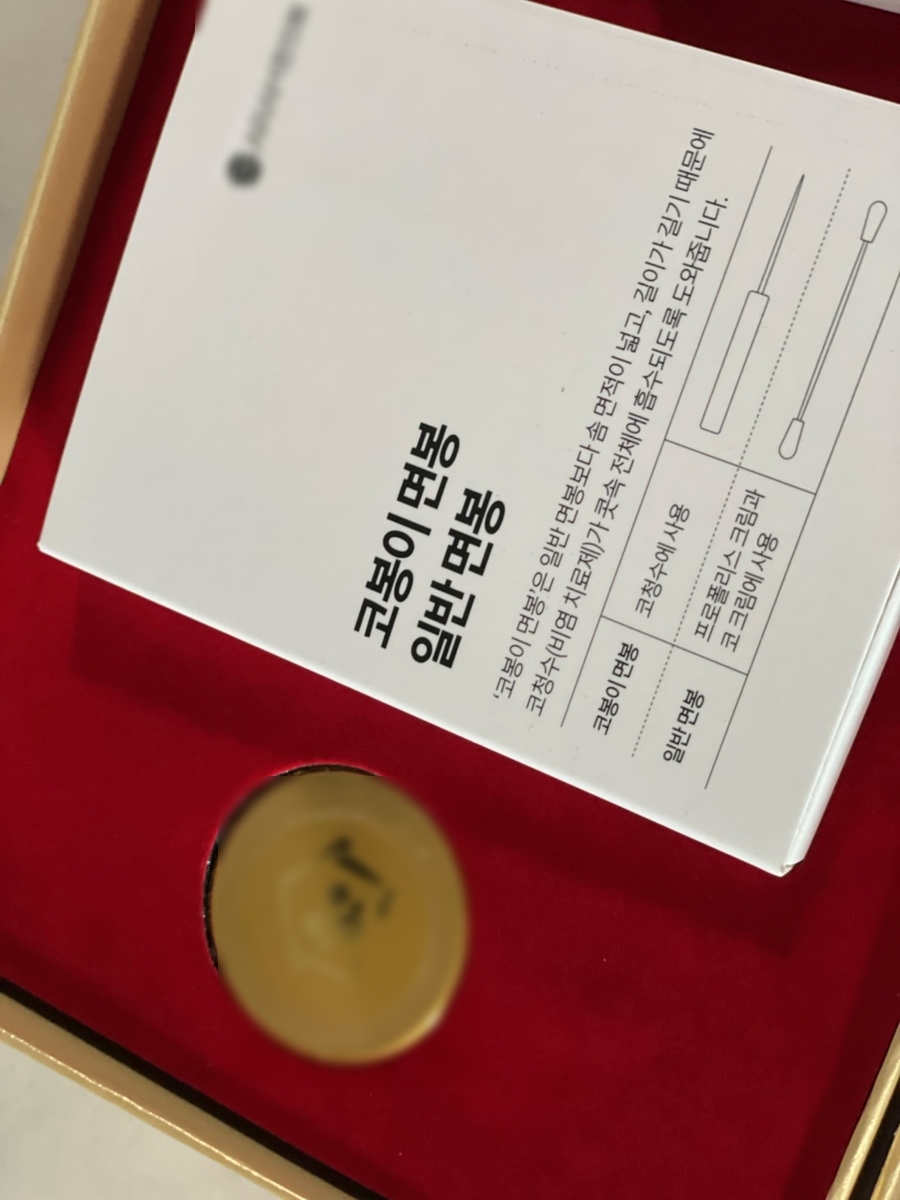 코봉이 면봉
일반 면봉
‘코봉이 면봉’은 일반 면봉보다 솜 면적이 넓고, 길이가 길기 때문에
코청수(비염 치료제)가 콧속 전체에 흡수되도록 도와줍니다.
코봉이 면봉
코청수에 사용
일반 면봉
프로폴리스 크림과
코 크림에 사용